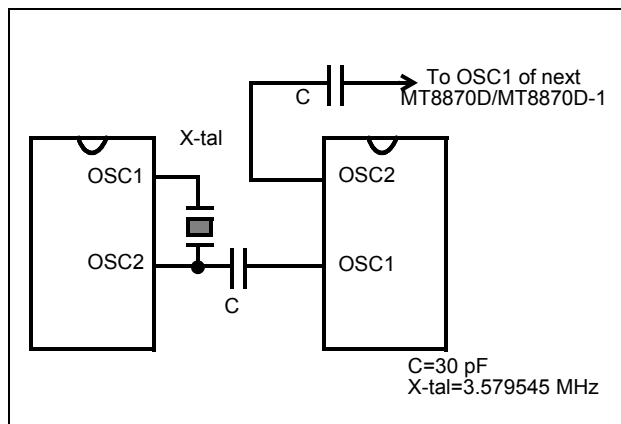 C
To OSC1 of next
MT8870D/MT8870D-1
X-tal
OSC1
OSC2
OSC2
C
OSC1
C=30 pF
X-tal=3.579545 MHz